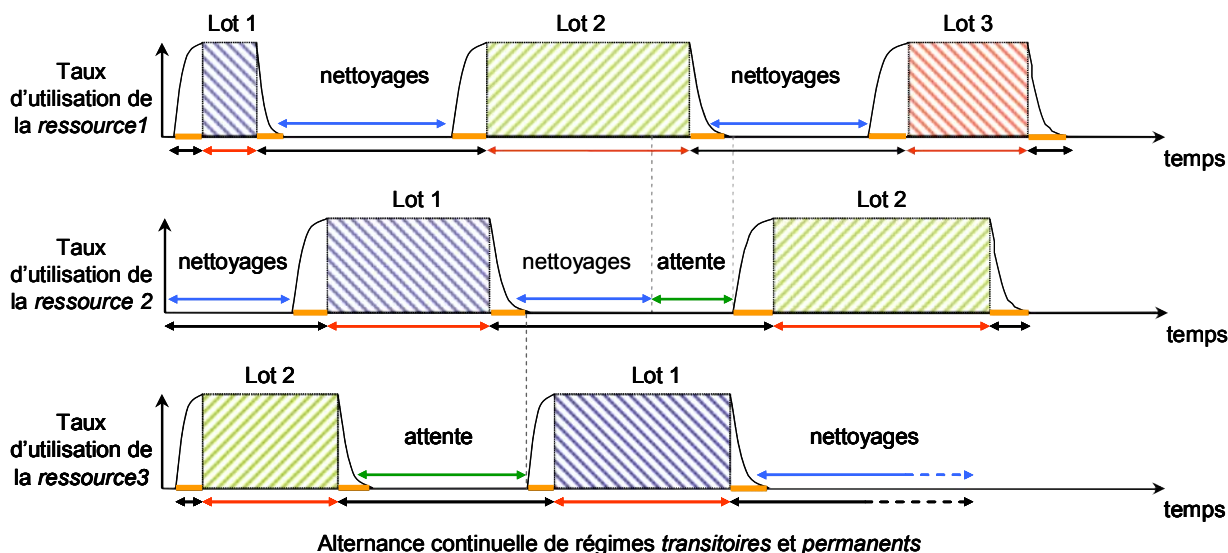 Lot 1
Lot 2
Lot 3
Taux
d'utilisation de
la ressource1
nettoyages
nettoyages
temps
Lot 1
Lot 2
Taux
d'utilisation de
la ressource 2
nettoyages
nettoyages
attente
temps
Lot 2
Lot 1
Taux
d'utilisation de
la ressource3
attente
nettoyages
temps
Alternance continuelle de régimes transitoires et permanents